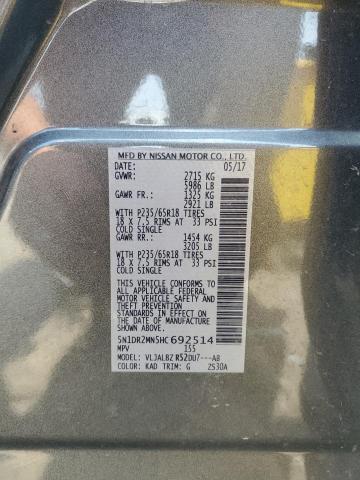 MFD BY NISSAN MOTOR CO., LTD.
DATE: 05/17
GVWR: 2715 KG
5986 LB
GAWR FR.: 1325 KG
2921 LB
WITH P235/65R18 TIRES
18 X 7.5 RIMS AT 33 PSI
COLD SINGLE
GAWR RR.: 1454 KG
3205 LB
WITH P235/65R18 TIRES
18 X 7.5 RIMS AT 33 PSI
COLD SINGLE
THIS VEHICLE CONFORMS TO ALL
APPLICABLE FEDERAL MOTOR
VEHICLE SAFETY AND THEFT PREVENTION
STANDARDS IN EFFECT ON THE DATE
OF MANUFACTURE SHOWN ABOVE.
5N1DR2MN5HC692514
MPV 155
MODEL: VLJALBZ R52DU7---AB
COLOR: KAD TRIM: G 2S30A